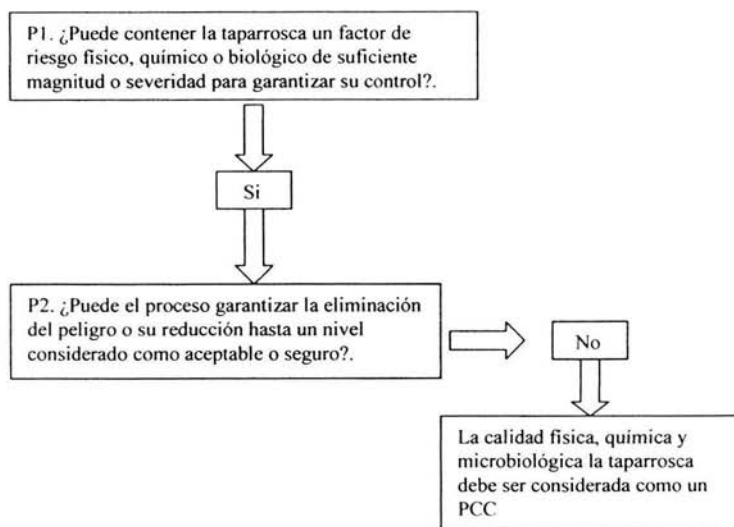 P1. ¿Puede contener la taparrosca un factor de
riesgo físico, químico o biológico de suficiente
magnitud o severidad para garantizar su control?.
Si
P2. ¿Puede el proceso garantizar la eliminación
del peligro o su reducción hasta un nivel
considerado como aceptable o seguro?.
No
La calidad física, química y
microbiológica la taparrosca
debe ser considerada como un
PCC